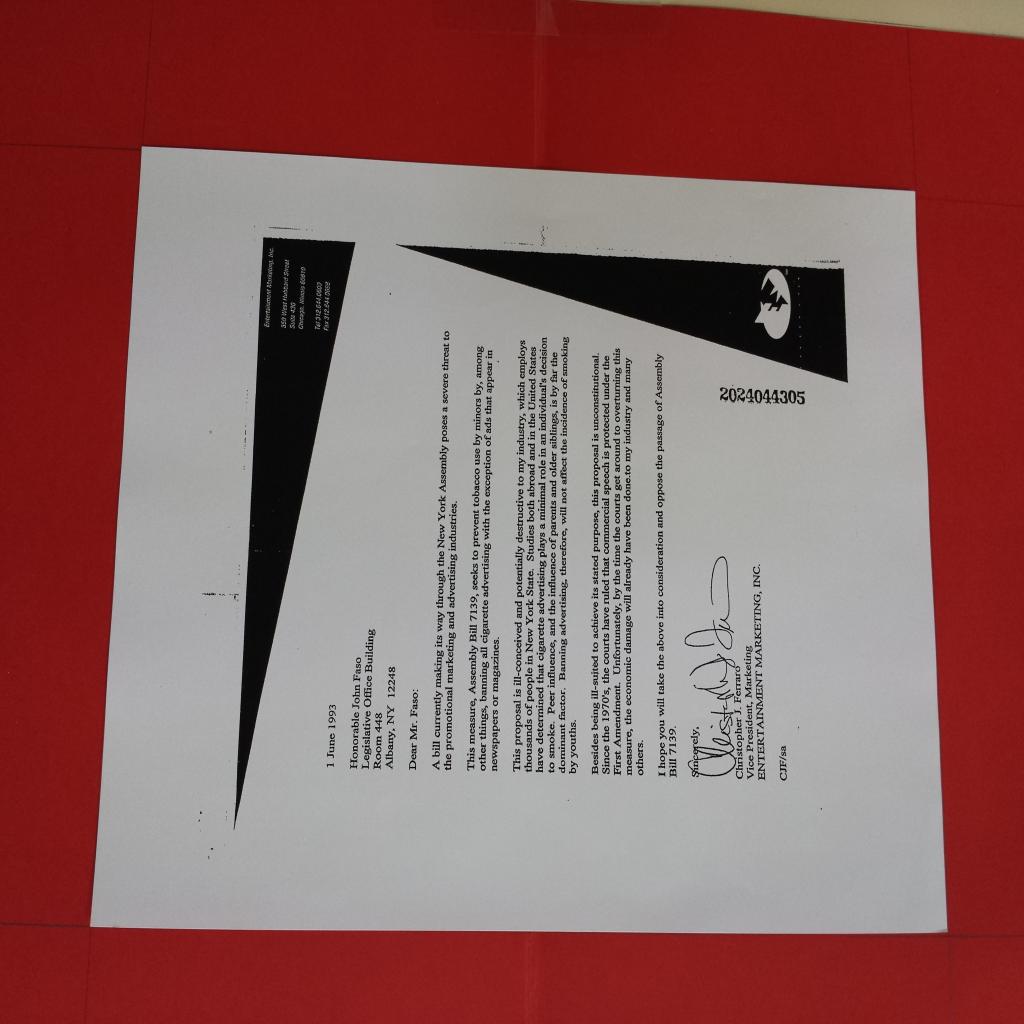 Entertainment Marketing, Inc.
359 West Hubbard Street
Suite 430
Chicago, Illinois 60610
Tel 312.644.0600
Fax 312.644.0608
1 June 1993
Honorable John Faso
Legislative Office Building
Room 448
Albany, NY 12248
Dear Mr. Faso:
A bill currently making its way through the New York Assembly poses a severe threat to
the promotional marketing and advertising industries.
This measure, Assembly Bill 7139, seeks to prevent tobacco use by minors by, among
other things, banning all cigarette advertising with the exception of ads that appear in
newspapers or magazines.
This proposal is ill-conceived and potentially destructive to my industry, which employs
thousands of people in New York State. Studies both abroad and in the United States
have determined that cigarette advertising plays a minimal role in an individual's decision
to smoke. Peer influence, and the influence of parents and older siblings, is by far the
dominant factor. Banning advertising, therefore, will not affect the incidence of smoking
by youths.
Besides being ill-suited to achieve its stated purpose, this proposal is unconstitutional.
Since the 1970's, the courts have ruled that commercial speech is protected under the
First Amendment. Unfortunately, by the time the courts get around to overturning this
measure, the economic damage will already have been done to my industry and many
others.
I hope you will take the above into consideration and oppose the passage of Assembly
Bill 7139.
Sincerely,
Christopher J. Ferraro
Vice President, Marketing
ENTERTAINMENT MARKETING, INC.
CJF/sa
2024044305